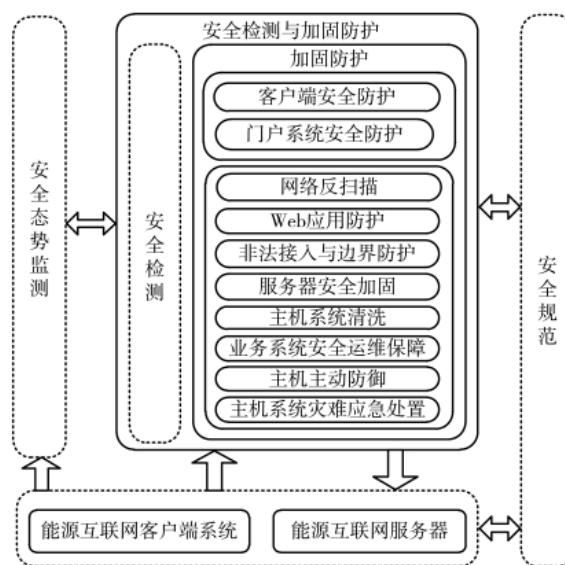 安全检测与加固防护
加固防护
客户端安全防护
门户系统安全防护
网络反扫描
Web应用防护
非法接入与边界防护
服务器安全加固
主机系统清洗
业务系统安全运维保障
主机主动防御
主机系统灾难应急处置
安全态势监测
安全检测
安全规范
能源互联网客户端系统
能源互联网服务器